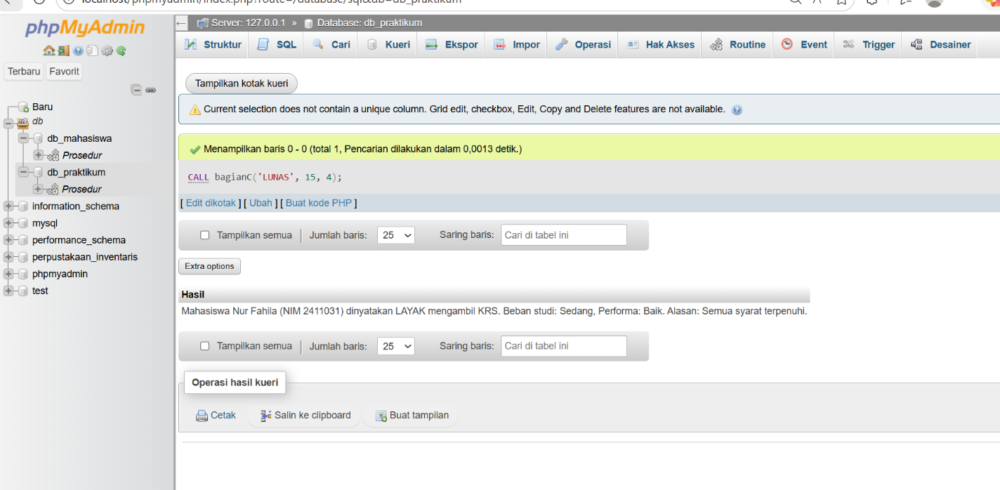 localhost/phpmyadmin/index.php?route=/database/sql&db=db_praktikum
phpMyAdmin
Terbaru Favorit
Baru
db
db_mahasiswa
Prosedur
db_praktikum
Prosedur
information_schema
mysql
performance_schema
perpustakaan_inventaris
phpmyadmin
test
Server: 127.0.0.1 » Database: db_praktikum
Struktur SQL Cari Kueri Ekspor Impor Operasi Hak Akses Routine Event Trigger Desainer
Tampilkan kotak kueri
Current selection does not contain a unique column. Grid edit, checkbox, Edit, Copy and Delete features are not available.
Menampilkan baris 0 - 0 (total 1, Pencarian dilakukan dalam 0,0013 detik.)
CALL bagianC('LUNAS', 15, 4);
[ Edit dikotak ] [ Ubah ] [ Buat kode PHP ]
Tampilkan semua | Jumlah baris: 25 Saring baris: Cari di tabel ini
Extra options
Hasil
Mahasiswa Nur Fahila (NIM 2411031) dinyatakan LAYAK mengambil KRS. Beban studi: Sedang, Performa: Baik. Alasan: Semua syarat terpenuhi.
Tampilkan semua | Jumlah baris: 25 Saring baris: Cari di tabel ini
Operasi hasil kueri
Cetak Salin ke clipboard Buat tampilan